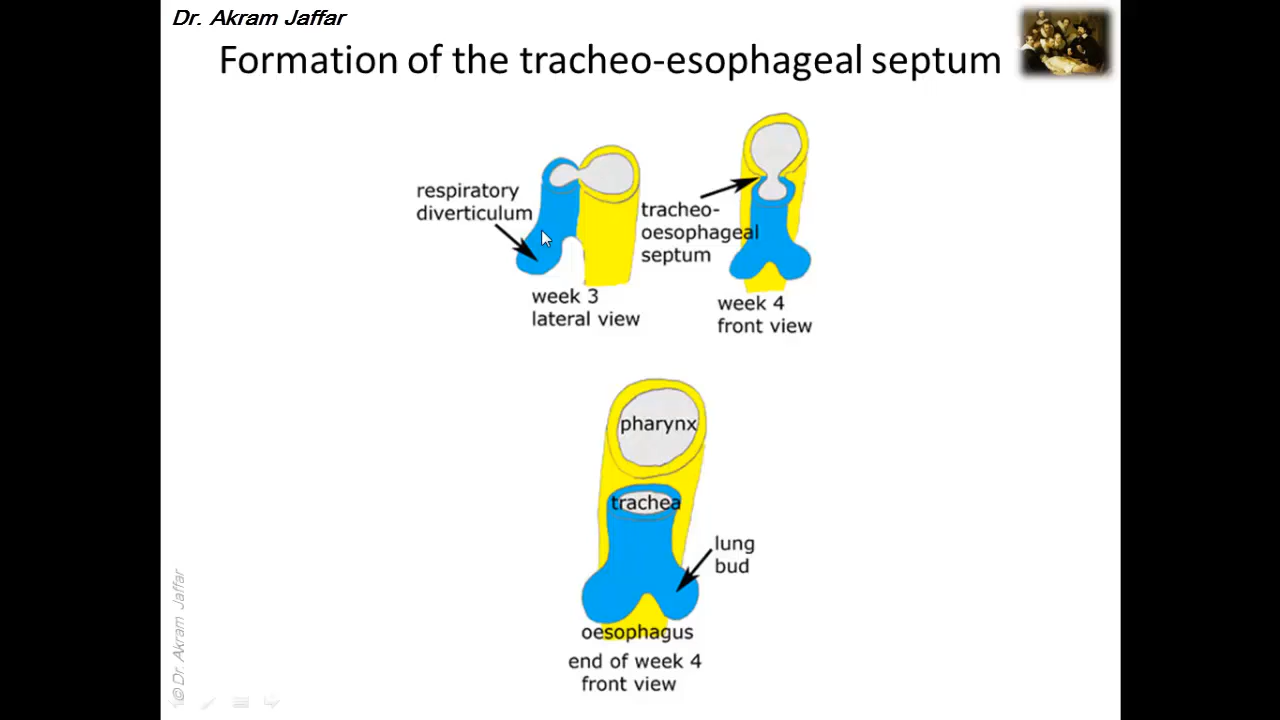 Dr. Akram Jaffar
Formation of the tracheo-esophageal septum
respiratory
diverticulum
week 3
lateral view
tracheo-
oesophageal
septum
week 4
front view
pharynx
trachea
lung
bud
oesophagus
end of week 4
front view
© Dr. Akram Jaffar